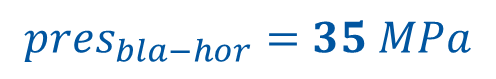 pres_bla−hor = 35 MPa